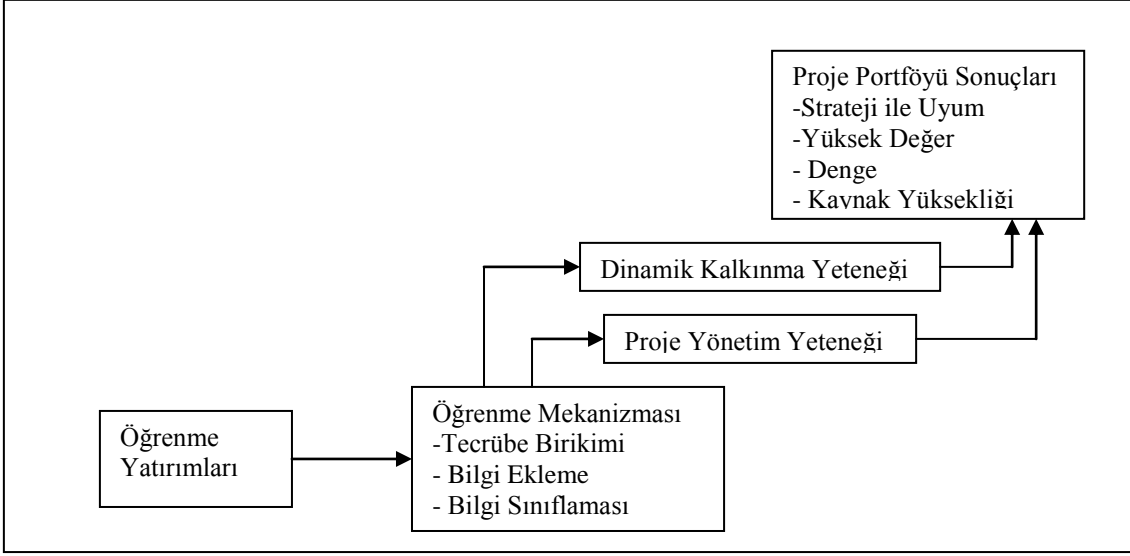 Proje Portföyü Sonuçları
-Strateji ile Uyum
-Yüksek Değer
- Denge
- Kaynak Yüksekliği
Dinamik Kalkınma Yeteneği
Proje Yönetim Yeteneği
Öğrenme Mekanizması
-Tecrübe Birikimi
- Bilgi Ekleme
- Bilgi Sınıflaması
Öğrenme
Yatırımları